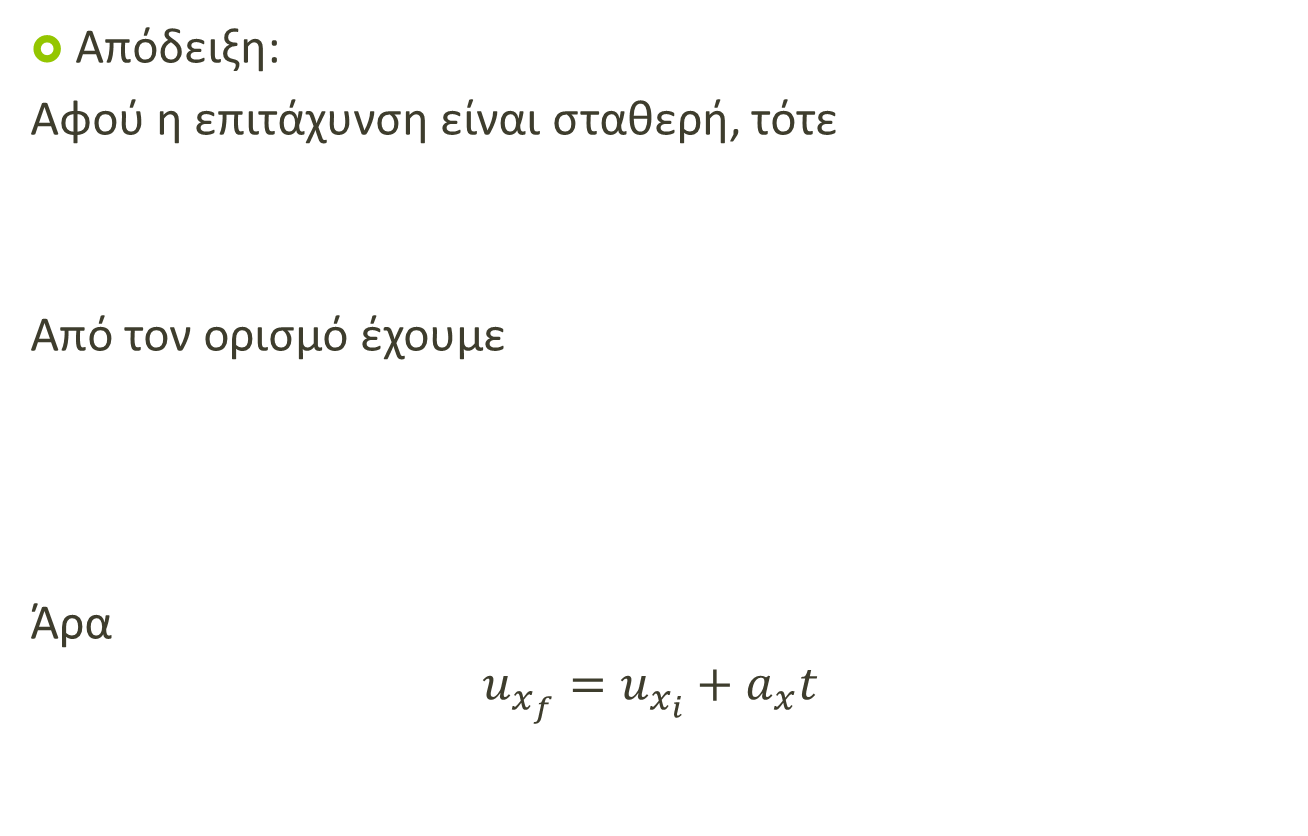 Απόδειξη:
Αφού η επιτάχυνση είναι σταθερή, τότε
Από τον ορισμό έχουμε
Άρα
$u_{x_f} = u_{x_i} + a_x t$